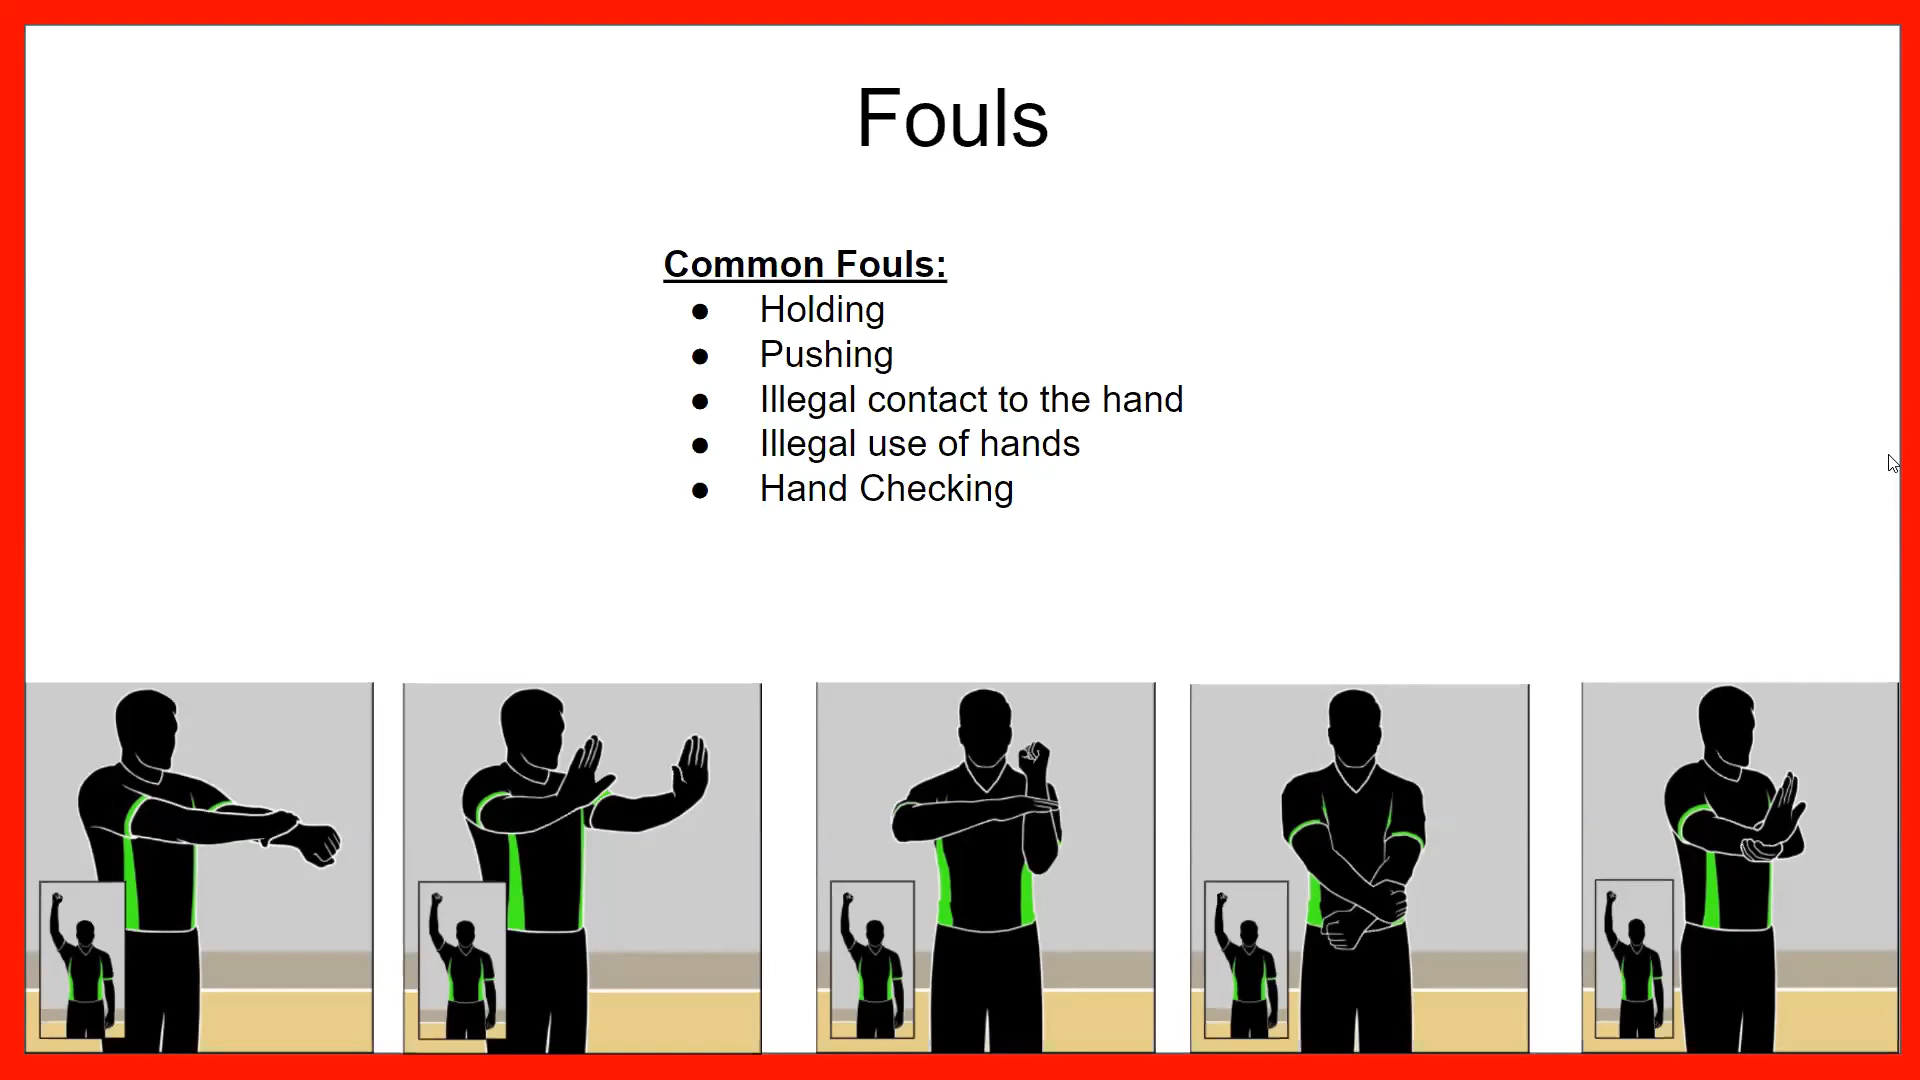 Fouls
Common Fouls:
● Holding
● Pushing
● Illegal contact to the hand
● Illegal use of hands
● Hand Checking